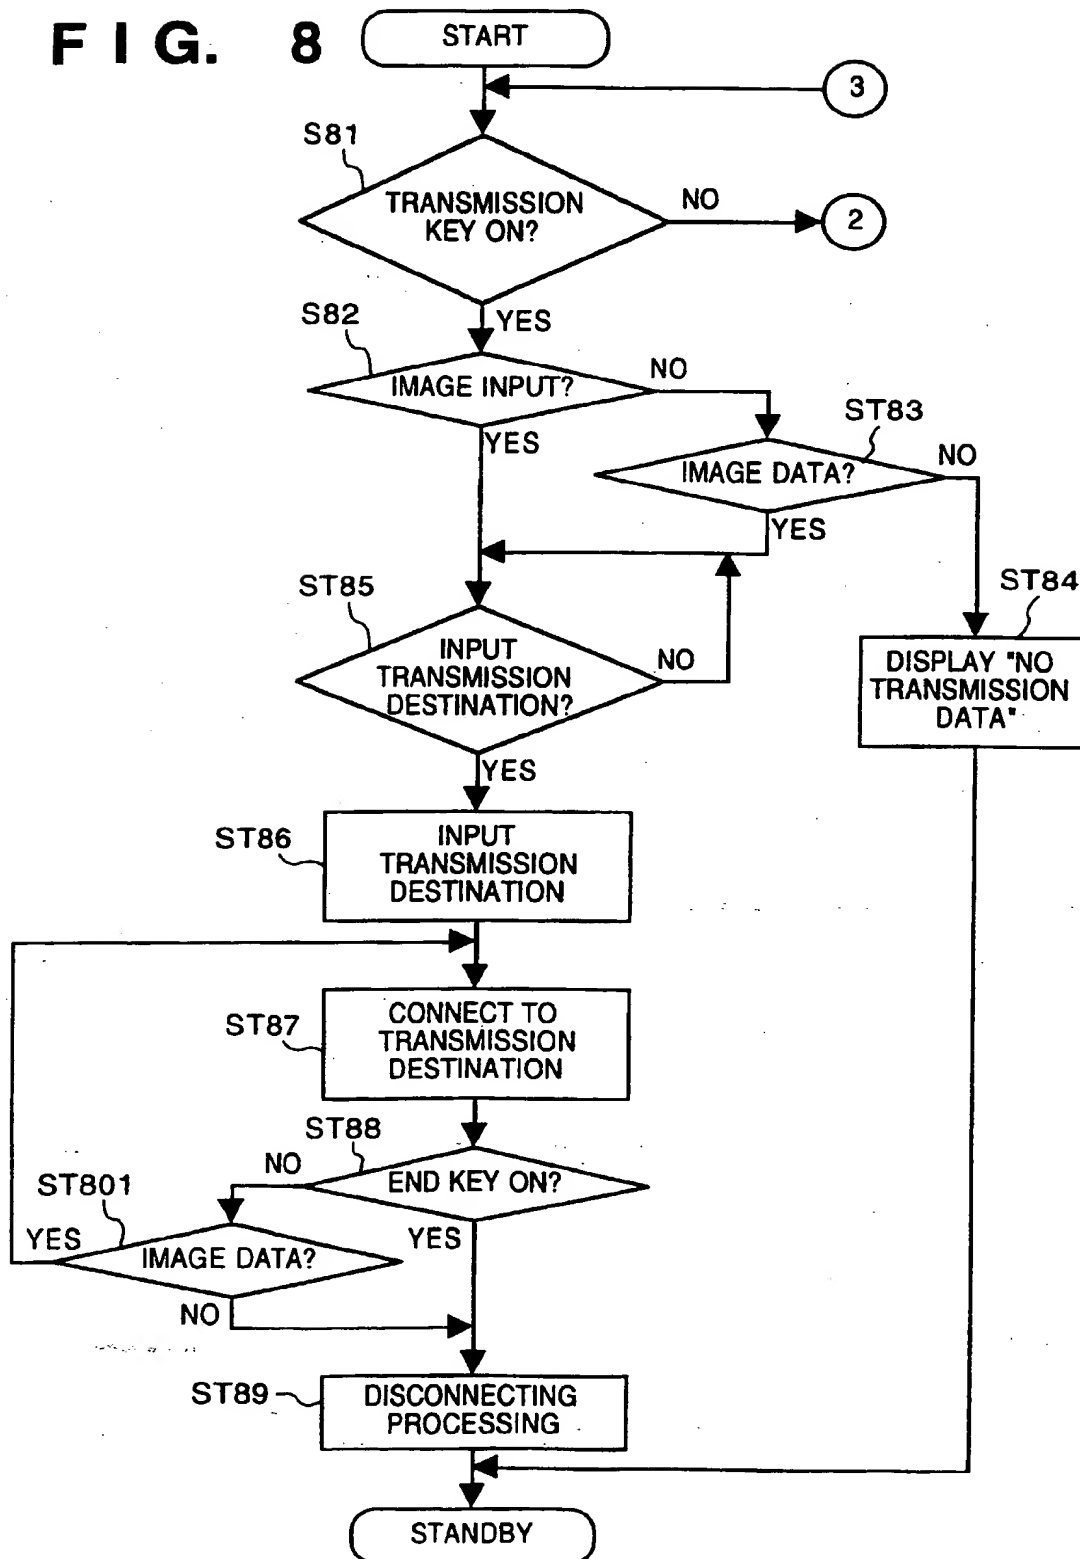 FIG. 8
START
3
S81
TRANSMISSION
KEY ON?
NO
2
YES
S82
IMAGE INPUT?
NO
YES
ST83
IMAGE DATA?
NO
YES
ST84
DISPLAY "NO
TRANSMISSION
DATA"
ST85
INPUT
TRANSMISSION
DESTINATION?
NO
YES
ST86
INPUT
TRANSMISSION
DESTINATION
ST87
CONNECT TO
TRANSMISSION
DESTINATION
ST88
END KEY ON?
NO
YES
ST801
IMAGE DATA?
YES
NO
ST89
DISCONNECTING
PROCESSING
STANDBY